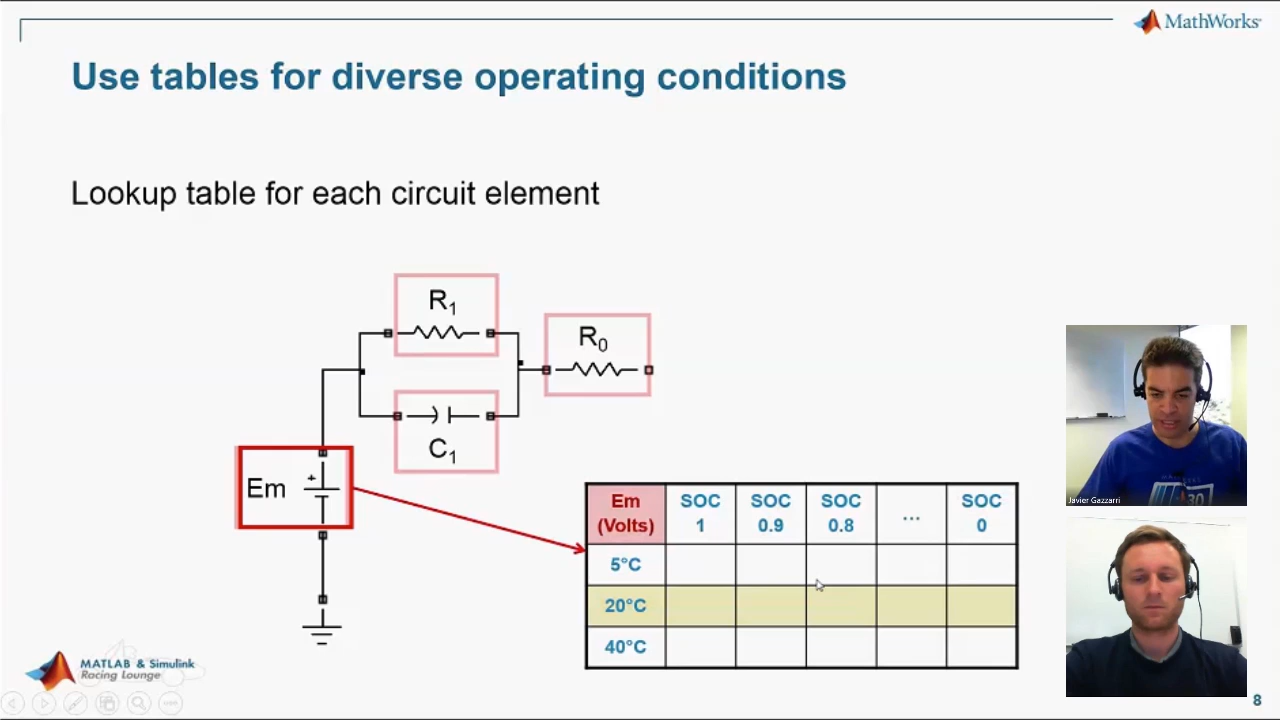 MathWorks
Use tables for diverse operating conditions
Lookup table for each circuit element
R1
R0
C1
Em
+
Em (Volts) SOC 1 SOC 0.9 SOC 0.8 ... SOC 0
5°C
20°C
40°C
Javier Gazzarri
30
MATLAB & Simulink
Racing Lounge
8